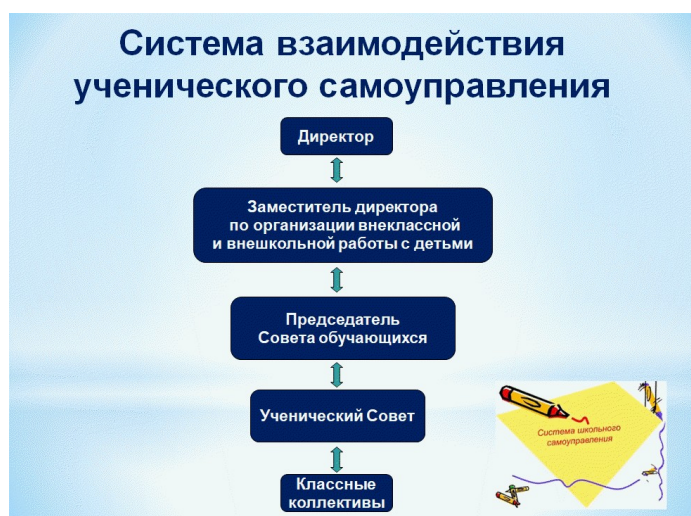 Система взаимодействия
ученического самоуправления
Директор
Заместитель директора
по организации внеклассной
и внешкольной работы с детьми
Председатель
Совета обучающихся
Ученический Совет
Классные
коллективы
Система школьного
самоуправления